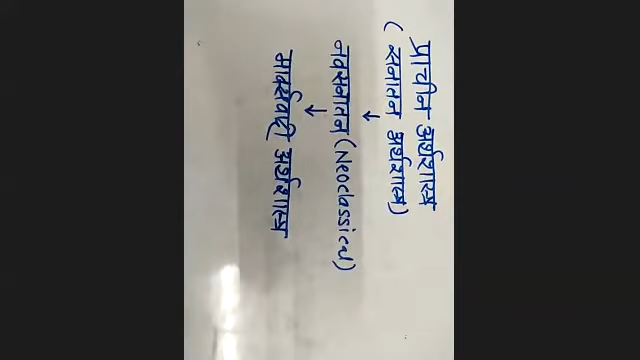 प्राचीन अर्थशास्त्र
( सनातन अर्थशास्त्र)
↓
नवसनातन (Neoclassical)
↓
मार्क्सवादी अर्थशास्त्र